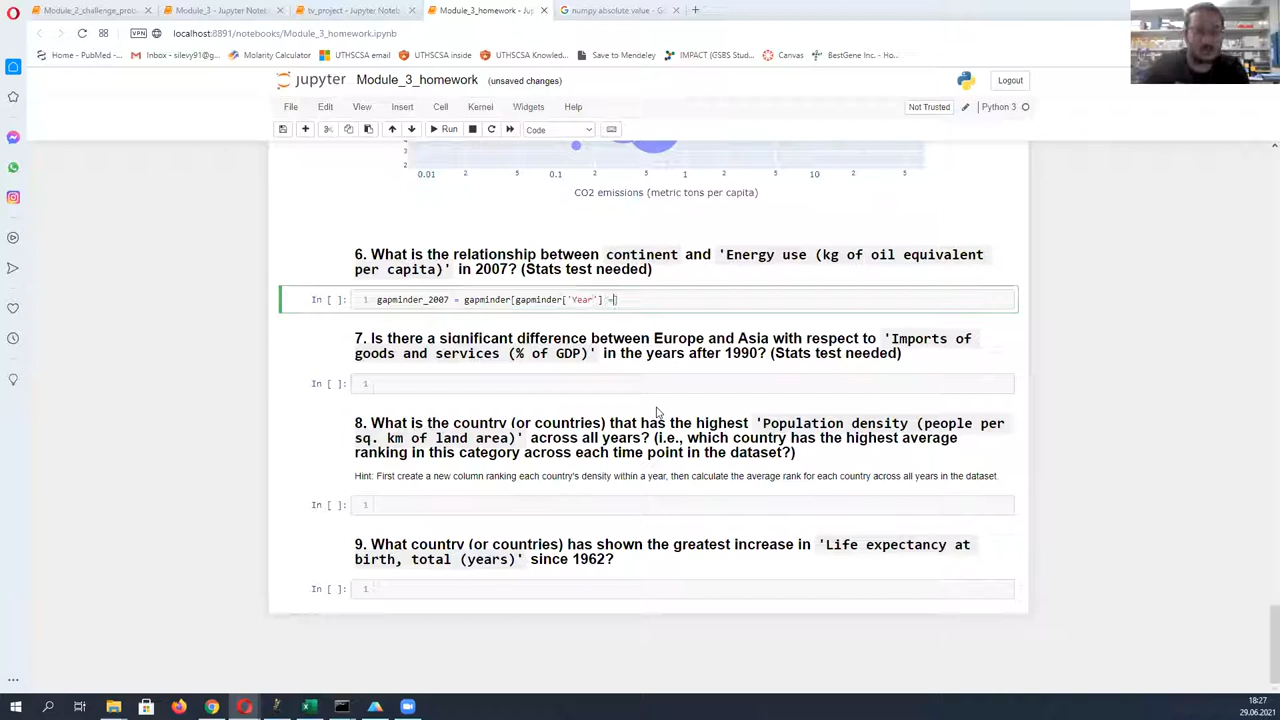 Module_2_challenge_prob
Module_3 - Jupyter Noteb
tv_project - Jupyter Noteb
Module_3_homework - Jup
numpy absolute value - Go
VPN
localhost:8891/notebooks/Module_3_homework.ipynb
Home - PubMed -...
Inbox - silevy91@gm...
Molarity Calculator
UTHSCSA email
UTHSCSA inside
UTHSCSA Knowled...
Save to Mendeley
IMPACT (GSBS Stud...
Canvas
BestGene Inc. - Ho...
jupyter Module_3_homework (unsaved changes)
Logout
File Edit View Insert Cell Kernel Widgets Help
Not Trusted
Python 3
Run
Code
2
0.01 2 5 0.1 2 5 1 2 5 10 2 5
CO2 emissions (metric tons per capita)
6. What is the relationship between continent and 'Energy use (kg of oil equivalent
per capita)' in 2007? (Stats test needed)
In [ ]: 1 gapminder_2007 = gapminder[gapminder['Year'] =]
7. Is there a significant difference between Europe and Asia with respect to 'Imports of
goods and services (% of GDP)' in the years after 1990? (Stats test needed)
In [ ]: 1
8. What is the country (or countries) that has the highest 'Population density (people per
sq. km of land area)' across all years? (i.e., which country has the highest average
ranking in this category across each time point in the dataset?)
Hint: First create a new column ranking each country's density within a year, then calculate the average rank for each country across all years in the dataset.
In [ ]: 1
9. What country (or countries) has shown the greatest increase in 'Life expectancy at
birth, total (years)' since 1962?
In [ ]: 1
18:27
29.06.2021